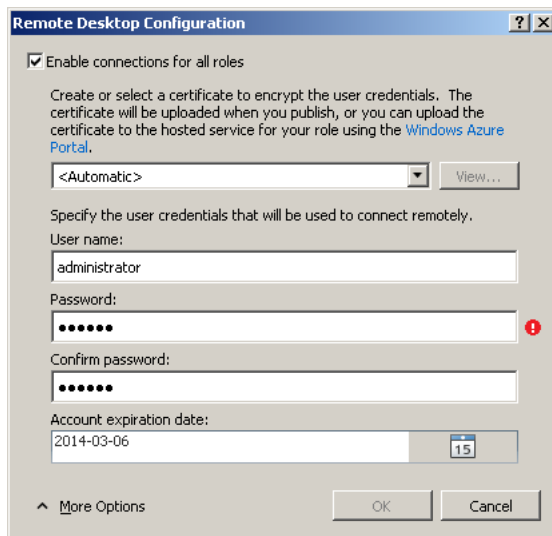 Remote Desktop Configuration
Enable connections for all roles
Create or select a certificate to encrypt the user credentials. The
certificate will be uploaded when you publish, or you can upload the
certificate to the hosted service for your role using the Windows Azure
Portal.
<Automatic>
View...
Specify the user credentials that will be used to connect remotely.
User name:
administrator
Password:
●●●●●●
Confirm password:
●●●●●●
Account expiration date:
2014-03-06
15
More Options
OK
Cancel